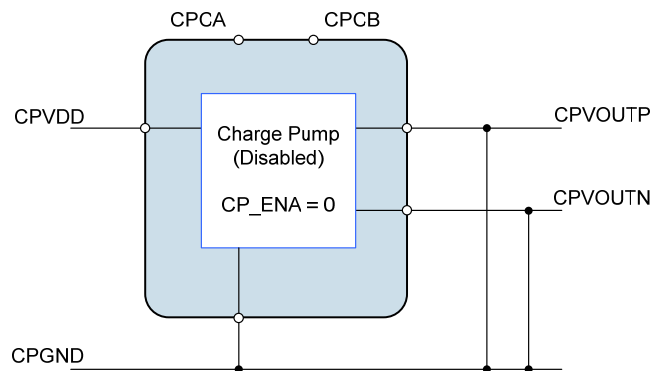 CPCA
CPCB
CPVDD
Charge Pump
(Disabled)
CP_ENA = 0
CPVOUTP
CPVOUTN
CPGND